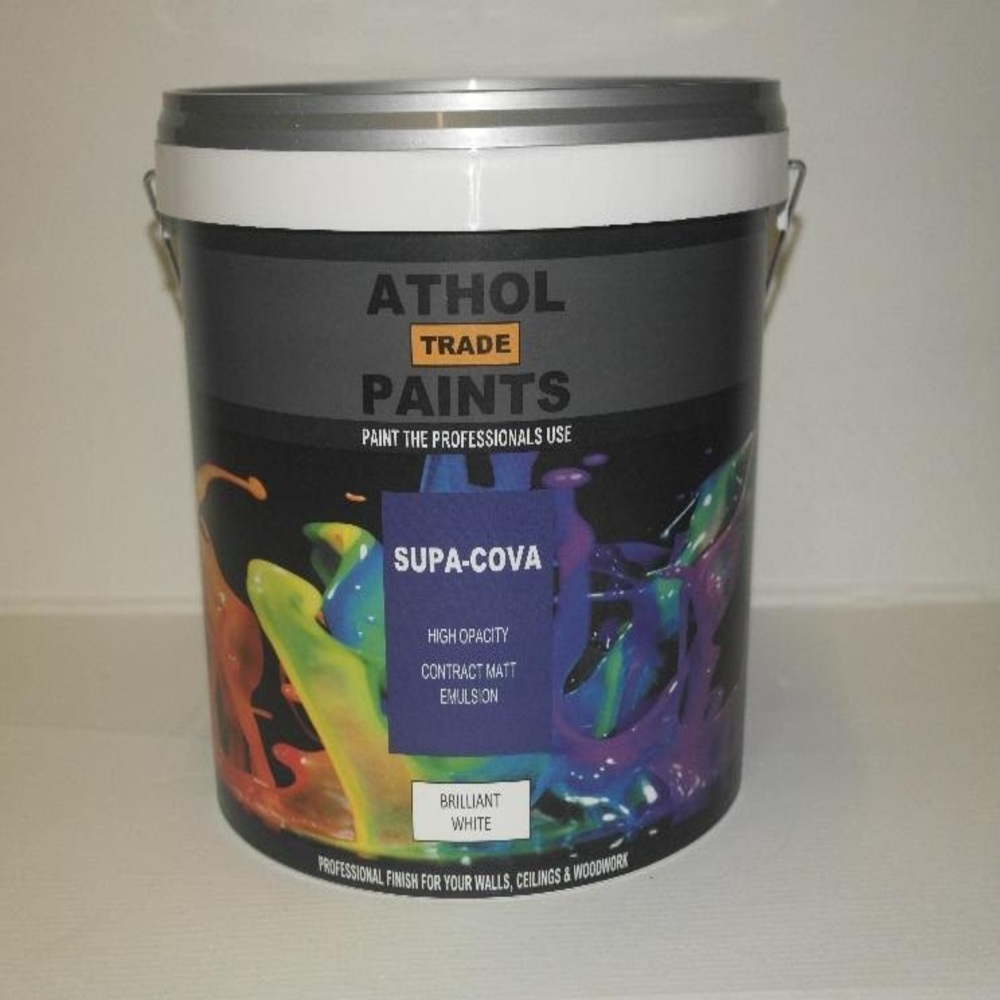 ATHOL
TRADE
PAINTS
PAINT THE PROFESSIONALS USE
SUPA-COVA
HIGH OPACITY
CONTRACT MATT
EMULSION
BRILLIANT
WHITE
PROFESSIONAL FINISH FOR YOUR WALLS, CEILINGS & WOODWORK